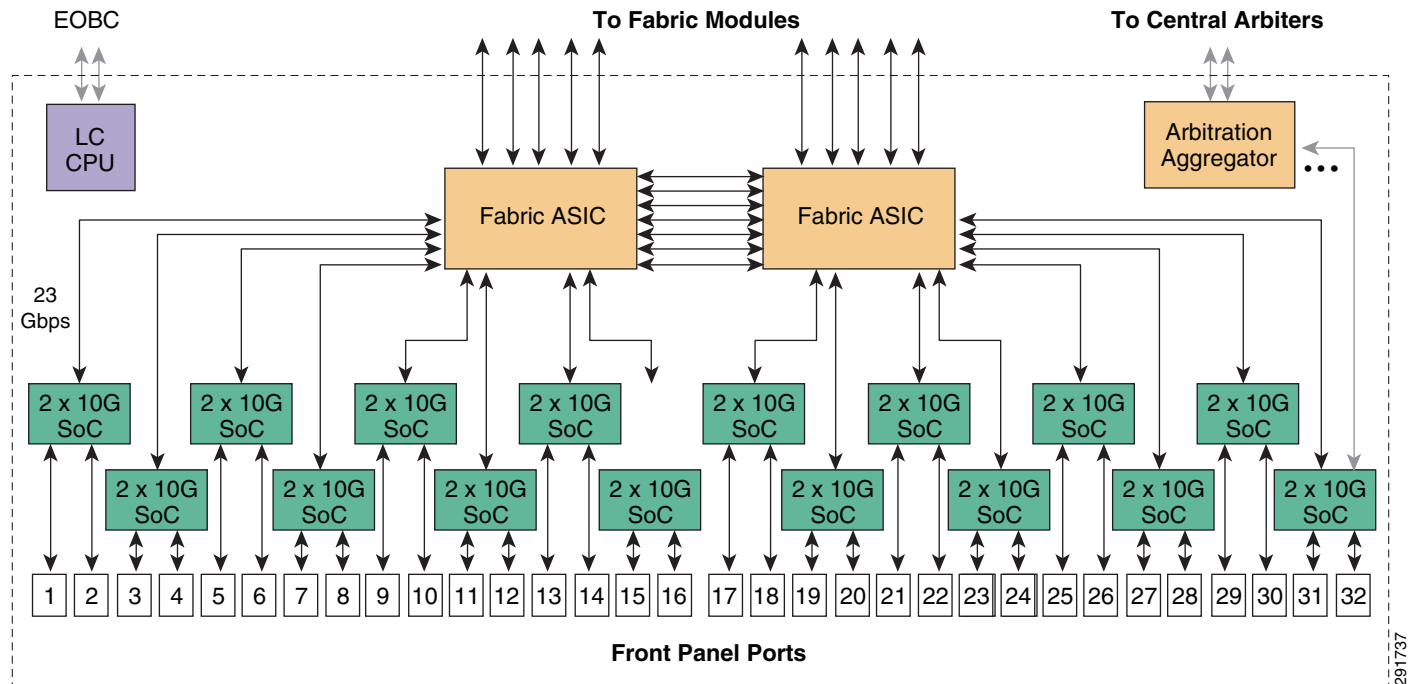 EOBC
To Fabric Modules
To Central Arbiters
LC
CPU
Arbitration
Aggregator
...
Fabric ASIC
Fabric ASIC
23
Gbps
2 x 10G
SoC
2 x 10G
SoC
2 x 10G
SoC
2 x 10G
SoC
2 x 10G
SoC
2 x 10G
SoC
2 x 10G
SoC
2 x 10G
SoC
2 x 10G
SoC
2 x 10G
SoC
2 x 10G
SoC
2 x 10G
SoC
2 x 10G
SoC
2 x 10G
SoC
2 x 10G
SoC
2 x 10G
SoC
1 2 3 4 5 6 7 8 9 10 11 12 13 14 15 16 17 18 19 20 21 22 23 24 25 26 27 28 29 30 31 32
Front Panel Ports
291737